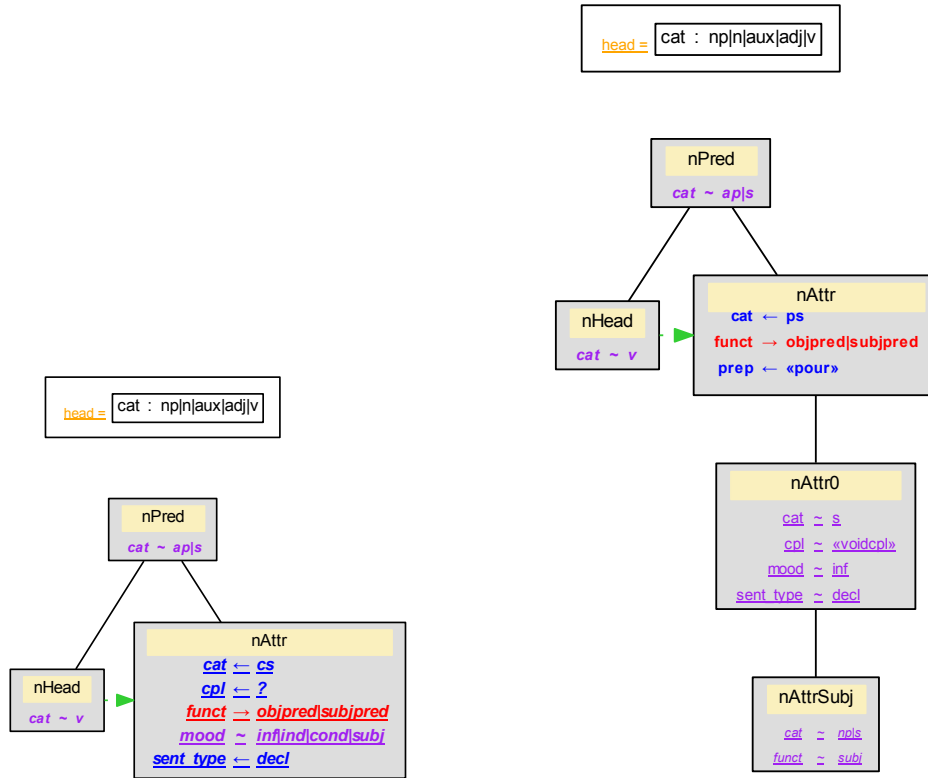 head = cat : np|n|aux|adj|v
nPred
cat ~ ap|s
nHead
cat ~ v
nAttr
cat ← cs
cpl ← ?
funct → objpred|subjpred
mood ~ inf|ind|cond|subj
sent_type ← decl
head = cat : np|n|aux|adj|v
nPred
cat ~ ap|s
nHead
cat ~ v
nAttr
cat ← ps
funct → objpred|subjpred
prep ← «pour»
nAttr0
cat ~ s
cpl ~ «voidcpl»
mood ~ inf
sent_type ~ decl
nAttrSubj
cat ~ np|s
funct ~ subj